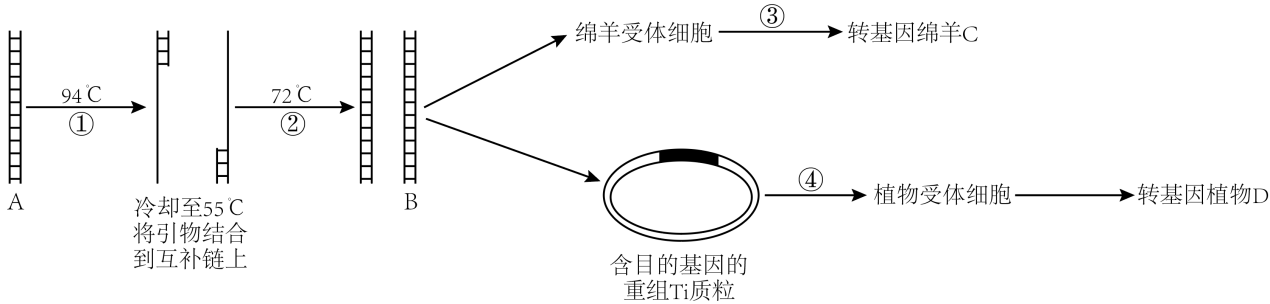 A
94℃
①
冷却至55℃
将引物结合
到互补链上
72℃
②
B
绵羊受体细胞
③
转基因绵羊C
含目的基因的
重组Ti质粒
④
植物受体细胞
转基因植物D